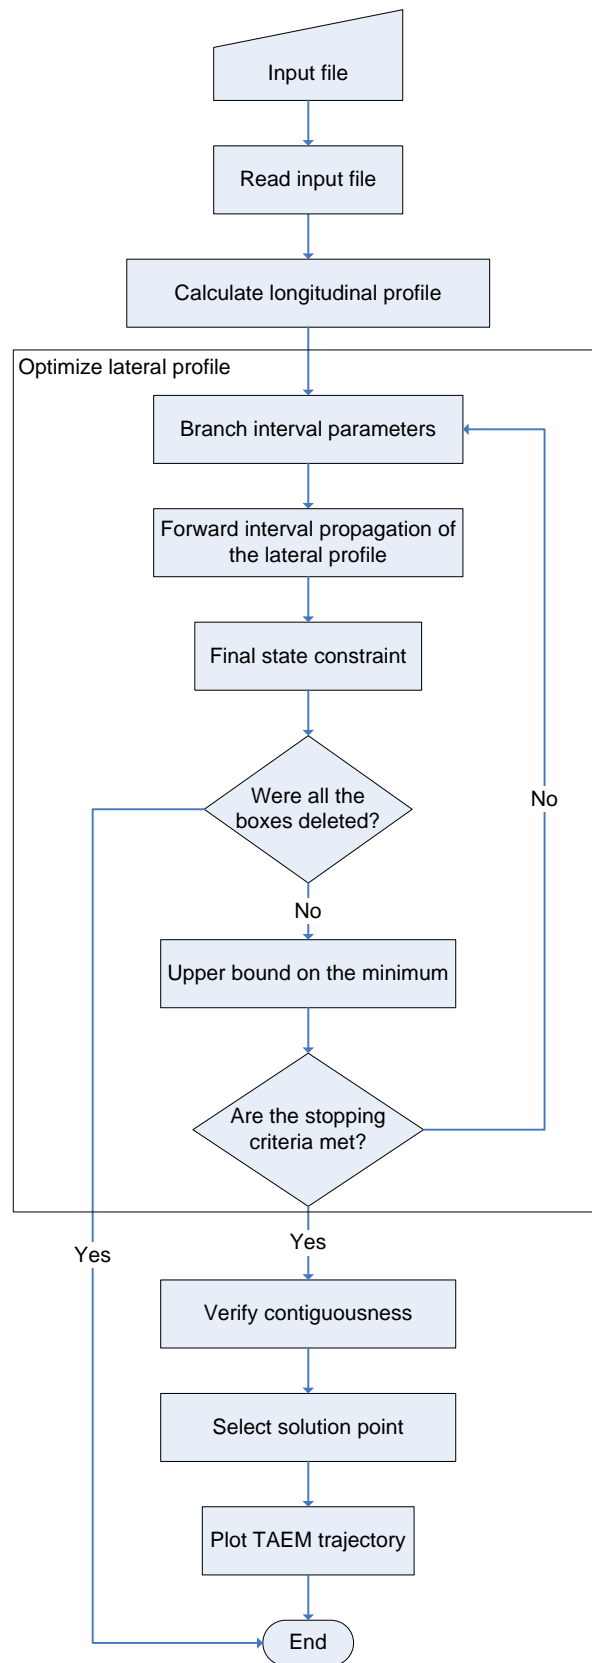 Input file
Read input file
Calculate longitudinal profile
Optimize lateral profile
Branch interval parameters
Forward interval propagation of
the lateral profile
Final state constraint
Were all the
boxes deleted?
No
No
Upper bound on the minimum
Are the stopping
criteria met?
Yes
Yes
Verify contiguousness
Select solution point
Plot TAEM trajectory
End